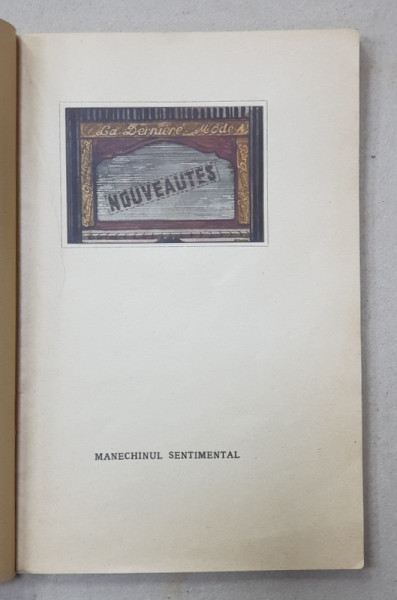 La Dernière Mode
NOUVEAUTES
MANECHINUL SENTIMENTAL